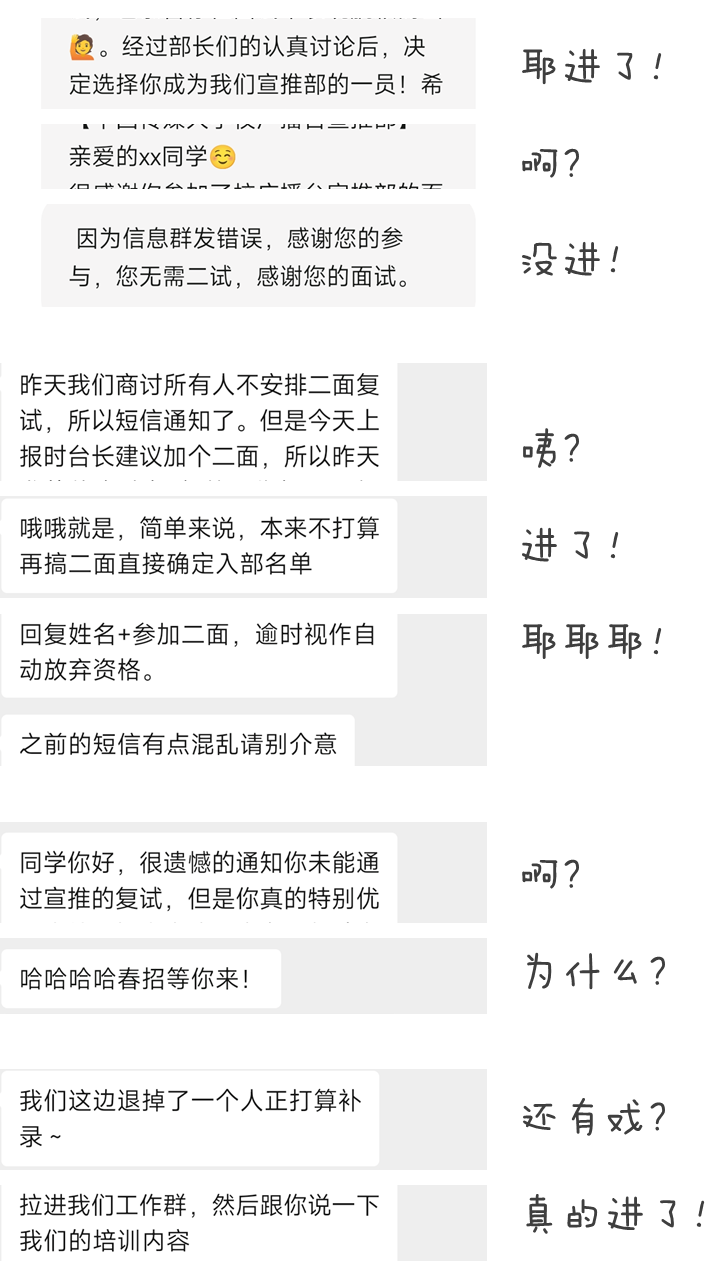 🙋。经过部长们的认真讨论后，决
定选择你成为我们宣推部的一员！希
耶进了！
亲爱的xx同学☺️
啊？
因为信息群发错误，感谢您的参
与，您无需二试，感谢您的面试。
没进！
昨天我们商讨所有人不安排二面复
试，所以短信通知了。但是今天上
报时台长建议加个二面，所以昨天
咦？
哦哦就是，简单来说，本来不打算
再搞二面直接确定入部名单
进了！
回复姓名+参加二面，逾时视作自
动放弃资格。
耶耶耶！
之前的短信有点混乱请别介意
同学你好，很遗憾的通知你未能通
过宣推的复试，但是你真的特别优
啊？
哈哈哈哈春招等你来！
为什么？
我们这边退掉了一个人正打算补
录~
还有戏？
拉进我们工作群，然后跟你说一下
我们的培训内容
真的进了！